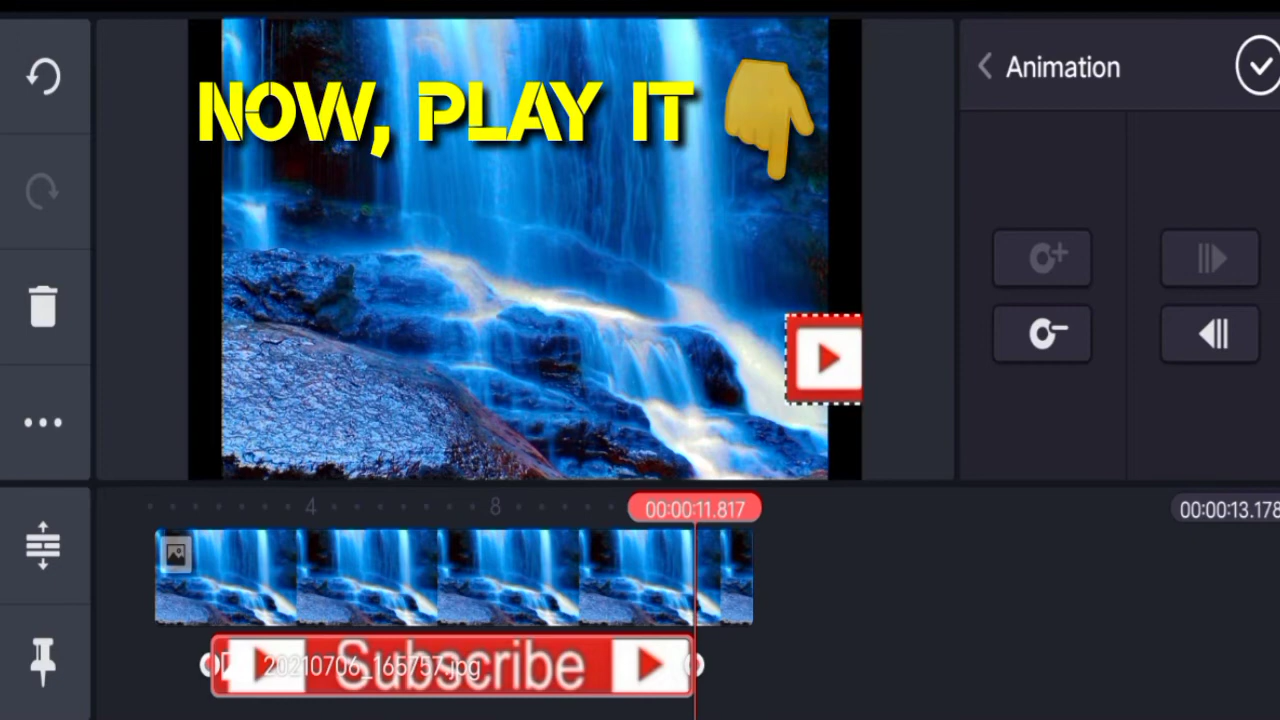 Animation
NOW, PLAY IT
4
8
00:00:11.817
00:00:13.178
Subscribe
20210706_165757.jpg